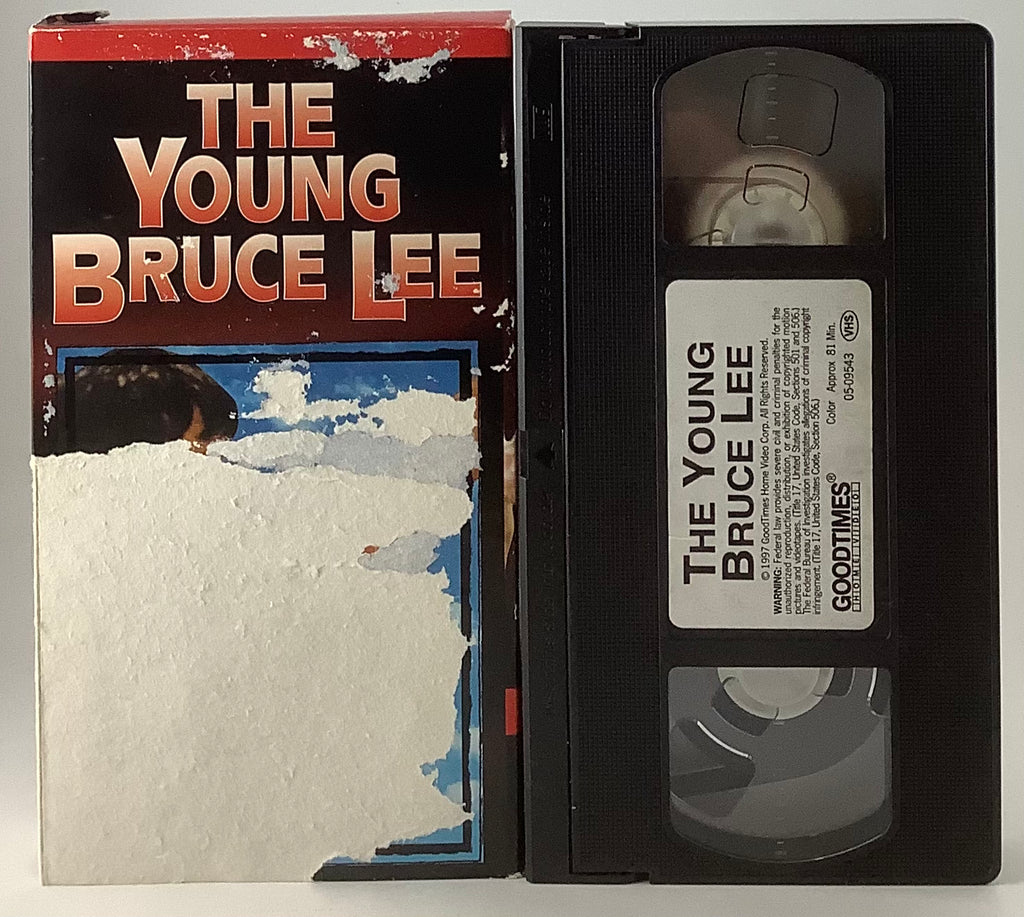 THE
YOUNG
BRUCE LEE
THE YOUNG
BRUCE LEE
© 1997 GoodTimes Home Video Corp. All Rights Reserved.
WARNING: Federal law provides severe civil and criminal penalties for the
unauthorized reproduction, distribution, or exhibition of copyrighted motion
pictures and videotapes. (Title 17, United States Code, Sections 501 and 506.)
The Federal Bureau of Investigation investigates allegations of criminal copyright
infringement. (Title 17, United States Code, Section 506.)
Color Approx 81 Min.
GOODTIMES®
HOME VIDEO
05-09543 VHS